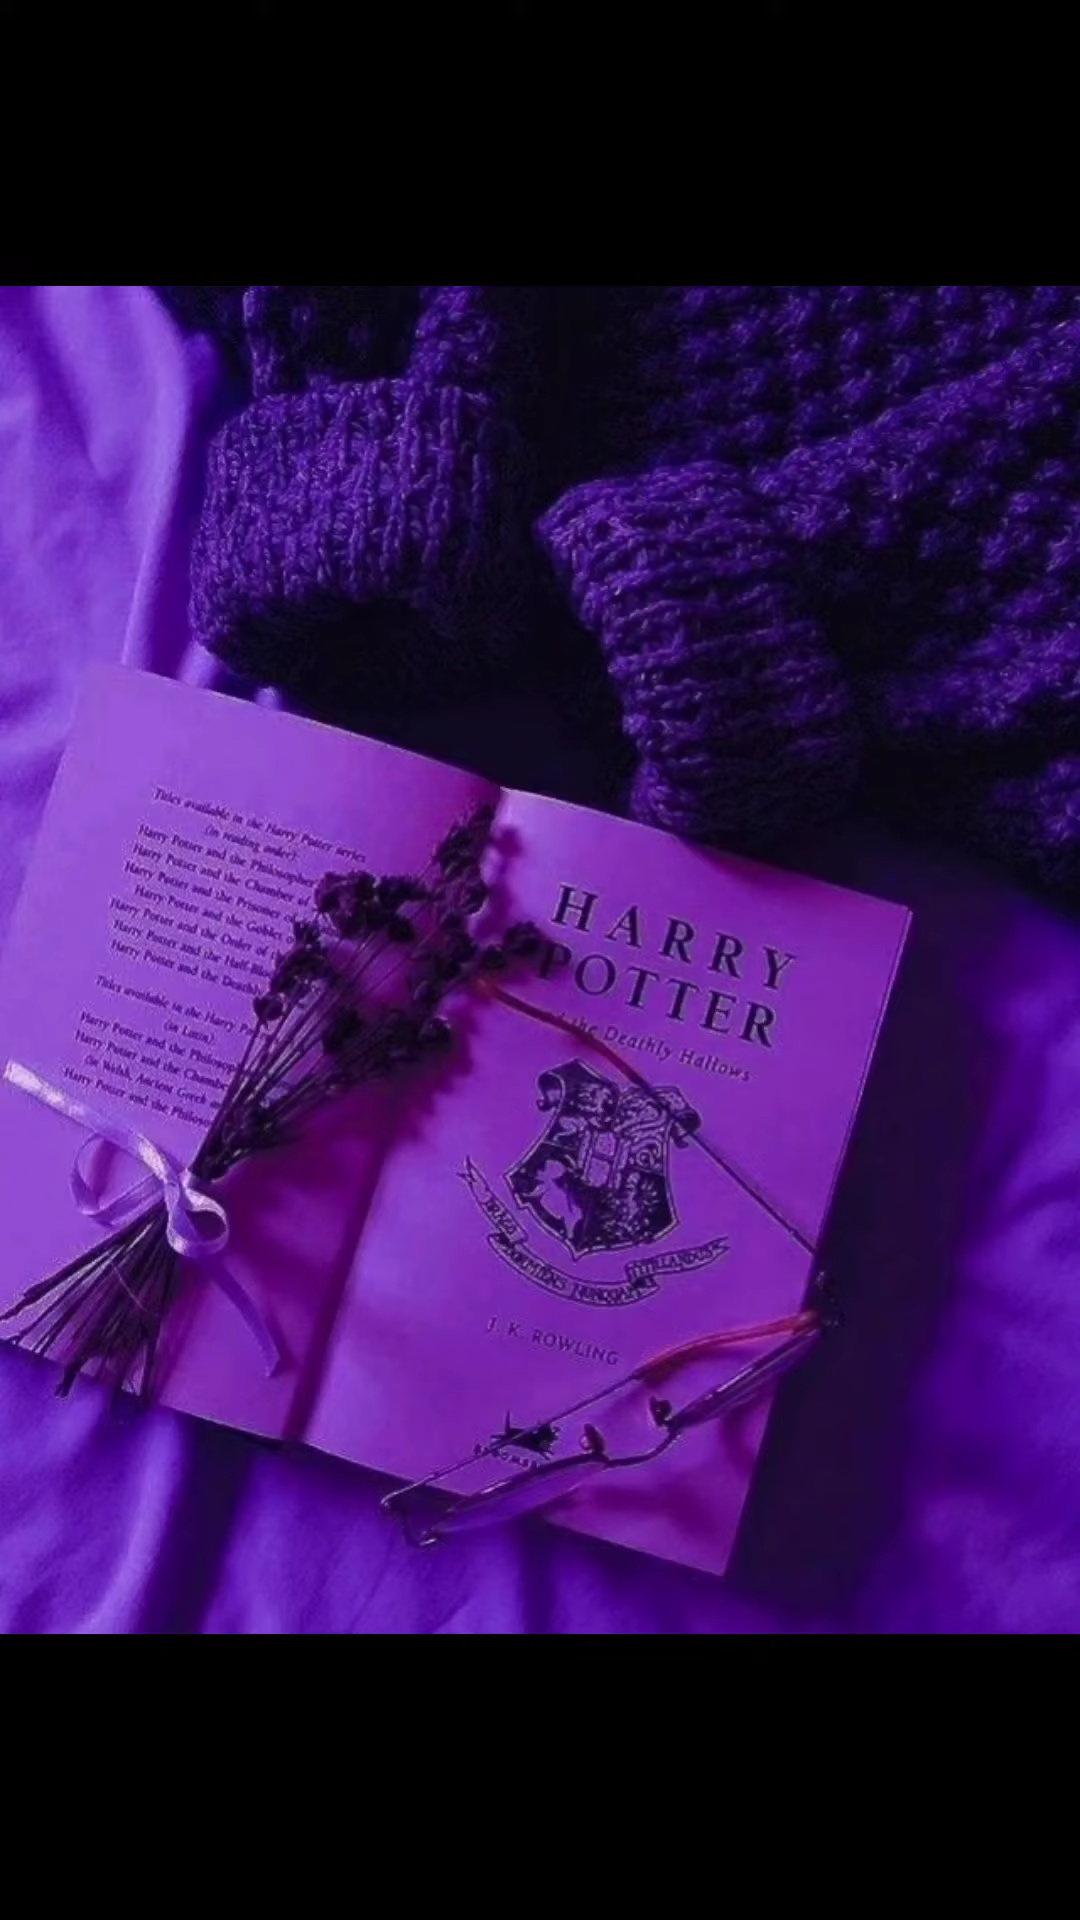 Titles available in the Harry Potter series
(in reading order):
Harry Potter and the Philosopher
Harry Potter and the Chamber of
Harry Potter and the Prisoner of
Harry Potter and the Goblet o
Harry Potter and the Order of
Harry Potter and the Half-Blo
Harry Potter and the Deathl
Titles available in the Harry Po
(in Latin):
Harry Potter and the Philosop
Harry Potter and the Chambe
(in Welsh, Ancient Greek
Harry Potter and the Philoso
HARRY
POTTER
the Deathly Hallows
DRACO
DORMIENS NUNQUAM
TITILLANDUS
J. K. ROWLING